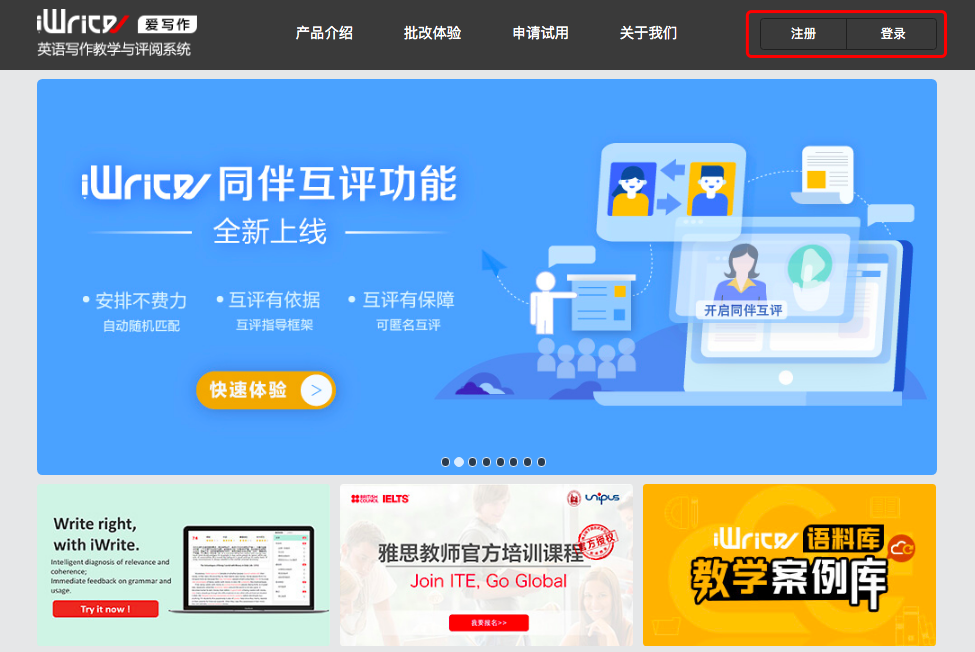 iWrite 爱写作
英语写作教学与评阅系统
产品介绍 批改体验 申请试用 关于我们 注册 登录
iWrite 同伴互评功能
全新上线
• 安排不费力 • 互评有依据 • 互评有保障
自动随机匹配 互评指导框架 可匿名互评
快速体验 >
开启同伴互评
Write right,
with iWrite.
Intelligent diagnosis of relevance and
coherence;
Immediate feedback on grammar and
usage.
Try it now !
BRITISH COUNCIL IELTS unipus
雅思教师官方培训课程
官方授权
Join ITE, Go Global
我要报名>>
iWrite 语料库
教学案例库